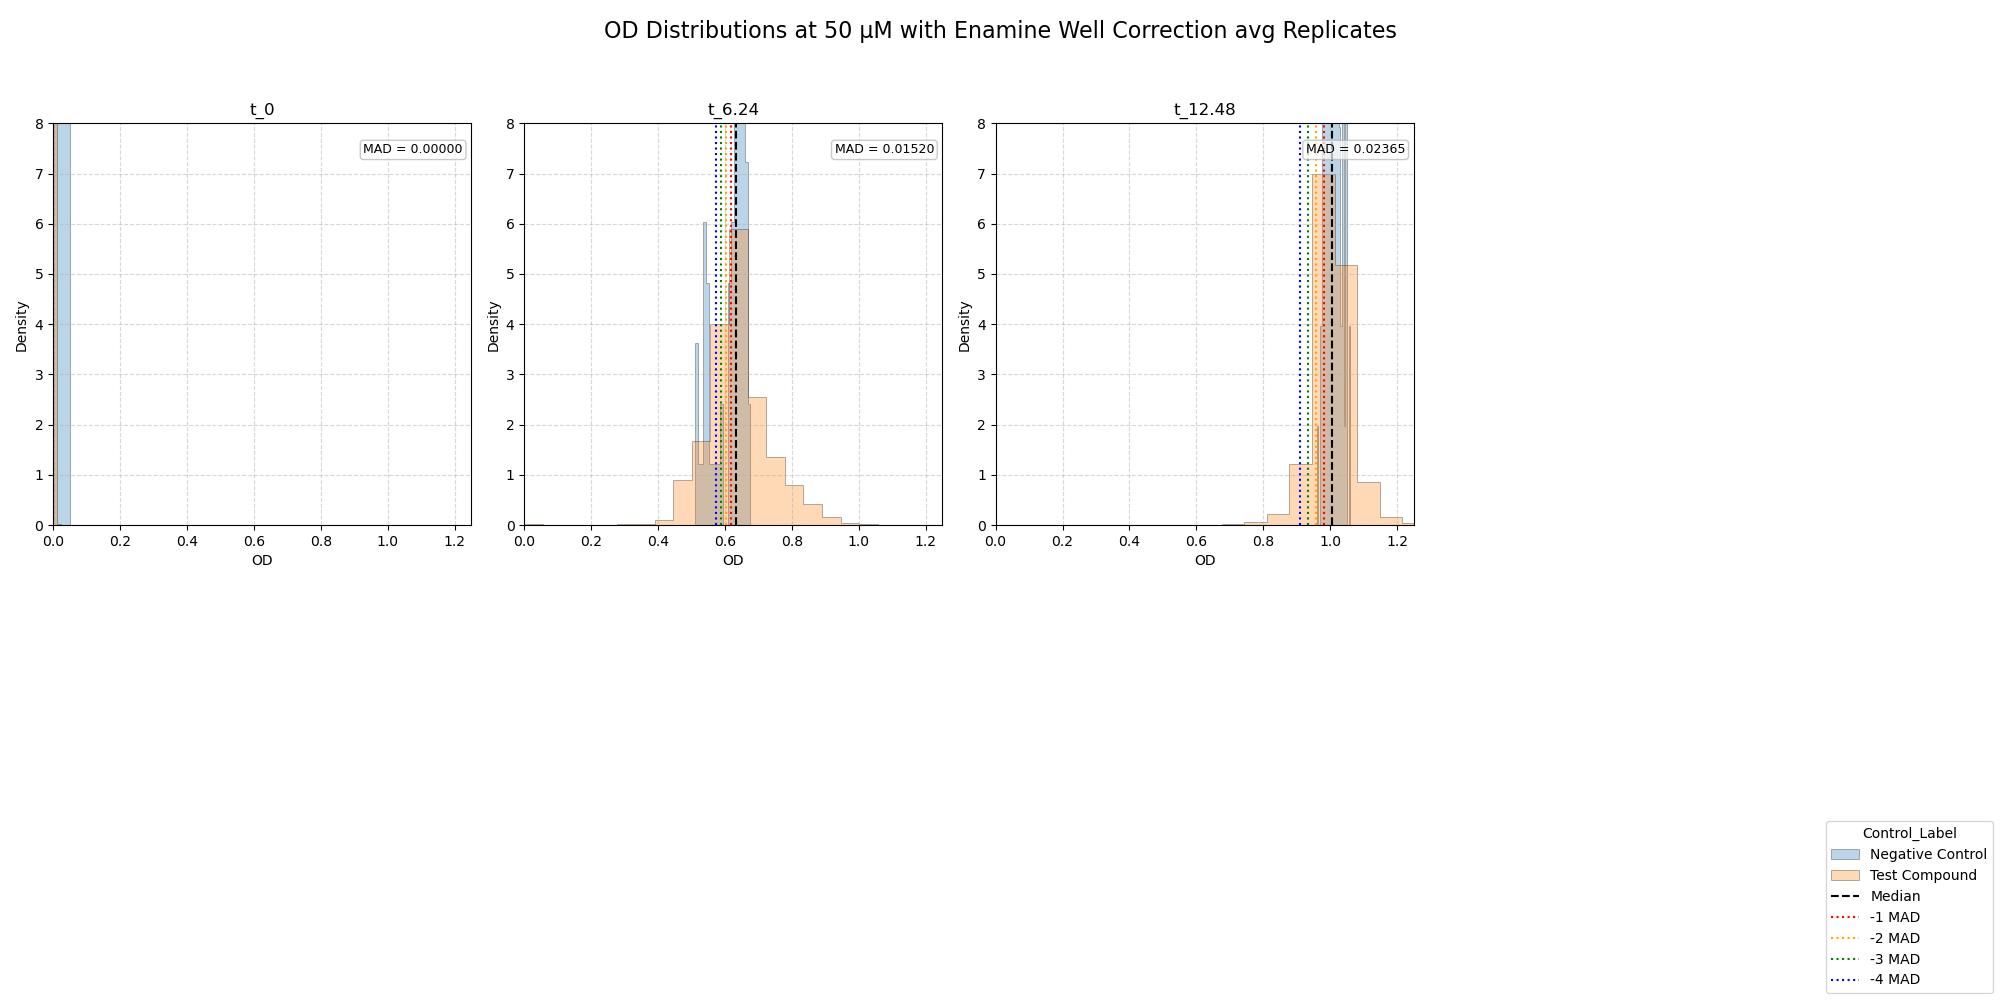 OD Distributions at 50 µM with Enamine Well Correction avg Replicates
t_0
MAD = 0.00000
8
7
6
5
4
3
2
1
0
Density
0.0 0.2 0.4 0.6 0.8 1.0 1.2
OD
t_6.24
MAD = 0.01520
8
7
6
5
4
3
2
1
0
Density
0.0 0.2 0.4 0.6 0.8 1.0 1.2
OD
t_12.48
MAD = 0.02365
8
7
6
5
4
3
2
1
0
Density
0.0 0.2 0.4 0.6 0.8 1.0 1.2
OD
Control_Label
Negative Control
Test Compound
Median
-1 MAD
-2 MAD
-3 MAD
-4 MAD